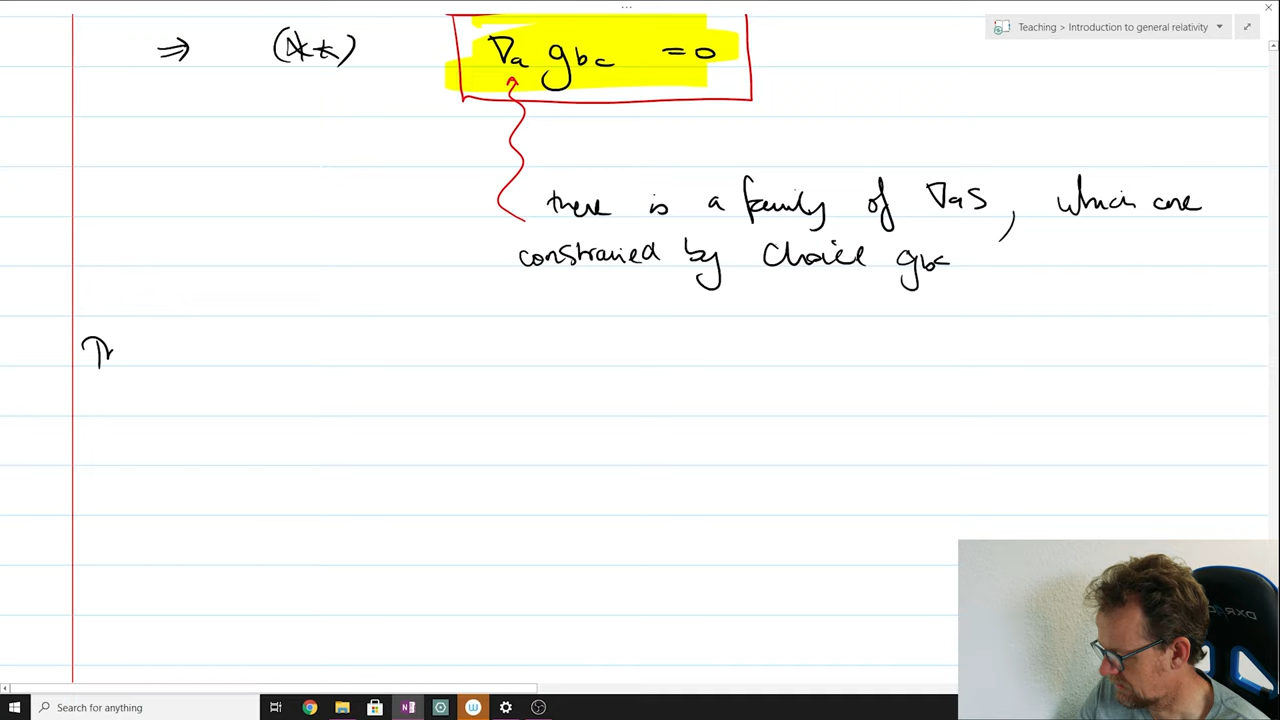 Teaching > Introduction to general relativity
⇒ (**) ∇a gbc = 0
there is a family of ∇as, which are
constrained by choice gbc
Th
Search for anything